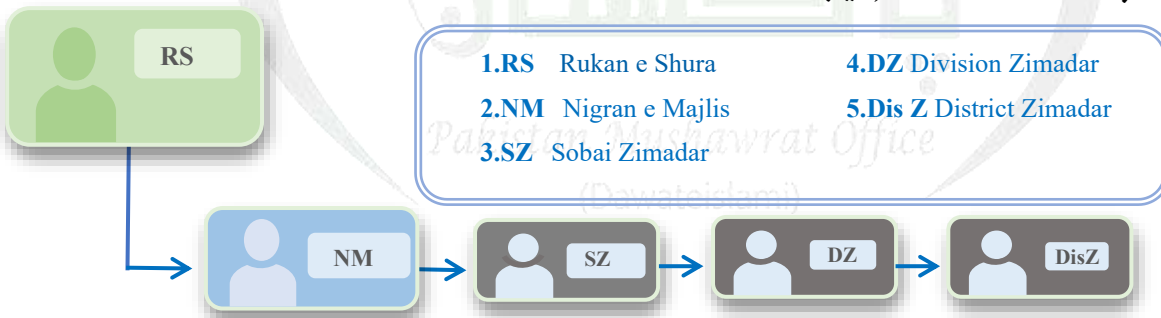 RS
1.RS Rukan e Shura
4.DZ Division Zimadar
2.NM Nigran e Majlis
5.Dis Z District Zimadar
3.SZ Sobai Zimadar
Pakistan Mushawrat Office
(Dawateislami)
NM
SZ
DZ
DisZ